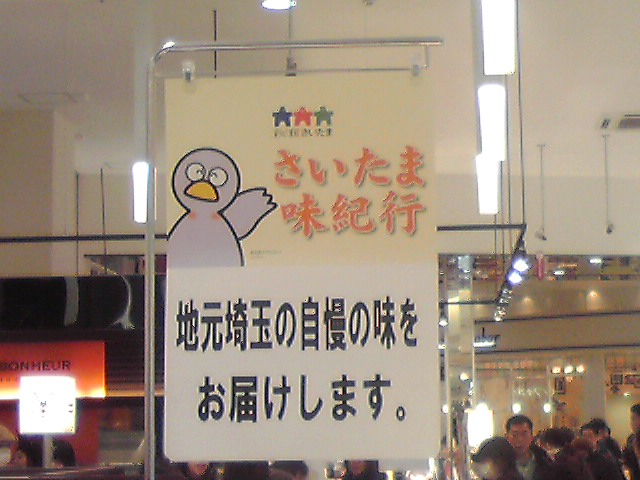 さいたま
味紀行
地元埼玉の自慢の味を
お届けします。
BONHEUR